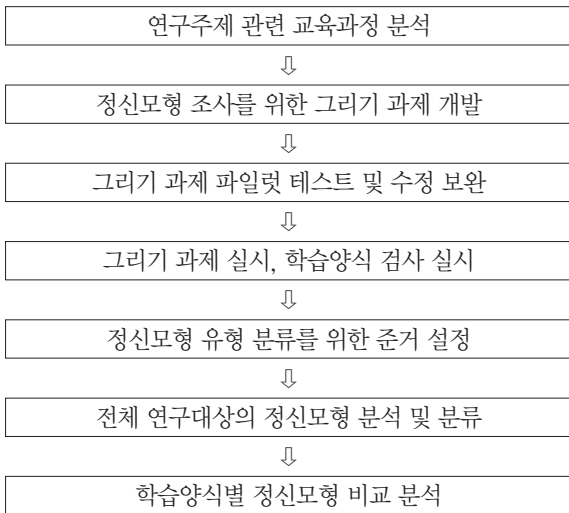 연구주제 관련 교육과정 분석
⇩
정신모형 조사를 위한 그리기 과제 개발
⇩
그리기 과제 파일럿 테스트 및 수정 보완
⇩
그리기 과제 실시, 학습양식 검사 실시
⇩
정신모형 유형 분류를 위한 준거 설정
⇩
전체 연구대상의 정신모형 분석 및 분류
⇩
학습양식별 정신모형 비교 분석